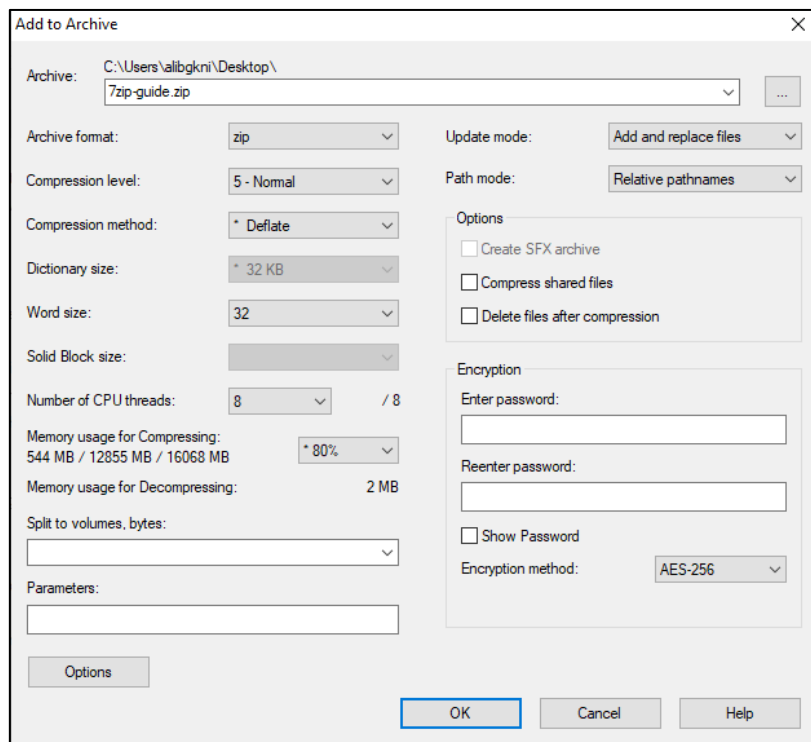 Add to Archive
Archive:
C:\Users\alibgkni\Desktop\
7zip-guide.zip
...
Archive format:
zip
Compression level:
5 - Normal
Compression method:
* Deflate
Dictionary size:
* 32 KB
Word size:
32
Solid Block size:
Number of CPU threads:
8
/ 8
Memory usage for Compressing:
544 MB / 12855 MB / 16068 MB
* 80%
Memory usage for Decompressing:
2 MB
Split to volumes, bytes:
Parameters:
Options
Update mode:
Add and replace files
Path mode:
Relative pathnames
Options
Create SFX archive
Compress shared files
Delete files after compression
Encryption
Enter password:
Reenter password:
Show Password
Encryption method:
AES-256
OK
Cancel
Help